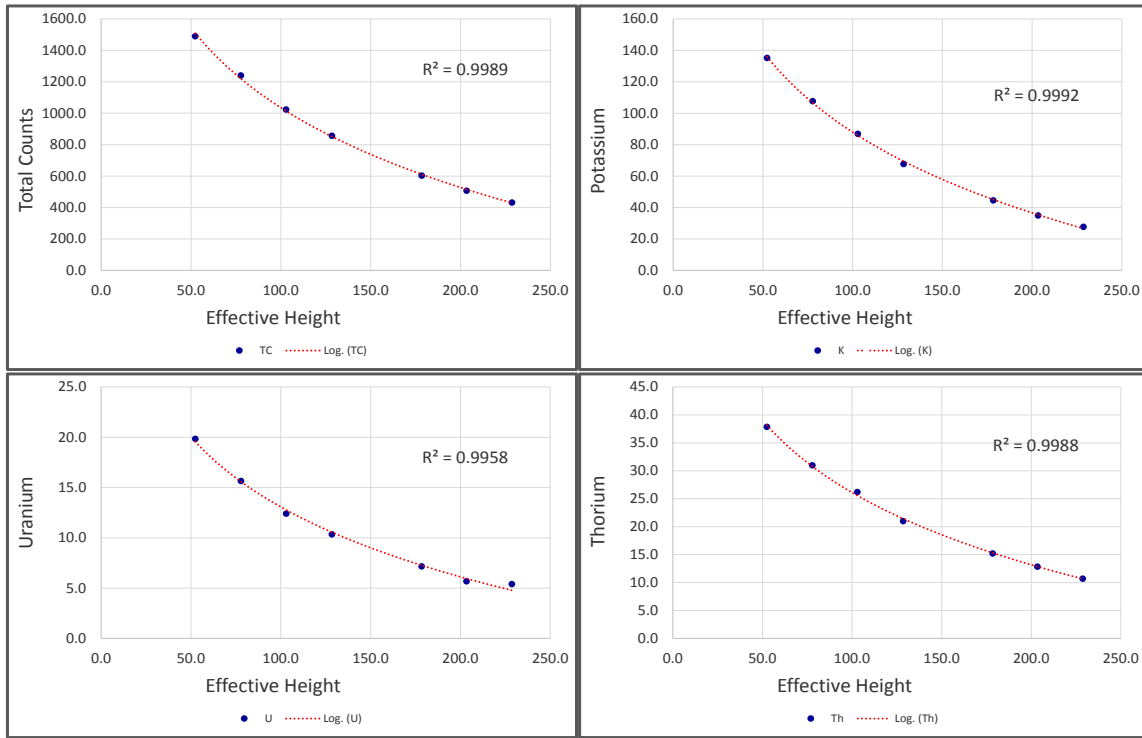 1600.0
1400.0
1200.0
1000.0
800.0
600.0
400.0
200.0
0.0
Total Counts
R² = 0.9989
0.0 50.0 100.0 150.0 200.0 250.0
Effective Height
TC Log. (TC)
160.0
140.0
120.0
100.0
80.0
60.0
40.0
20.0
0.0
Potassium
R² = 0.9992
0.0 50.0 100.0 150.0 200.0 250.0
Effective Height
K Log. (K)
25.0
20.0
15.0
10.0
5.0
0.0
Uranium
R² = 0.9958
0.0 50.0 100.0 150.0 200.0 250.0
Effective Height
U Log. (U)
45.0
40.0
35.0
30.0
25.0
20.0
15.0
10.0
5.0
0.0
Thorium
R² = 0.9988
0.0 50.0 100.0 150.0 200.0 250.0
Effective Height
Th Log. (Th)